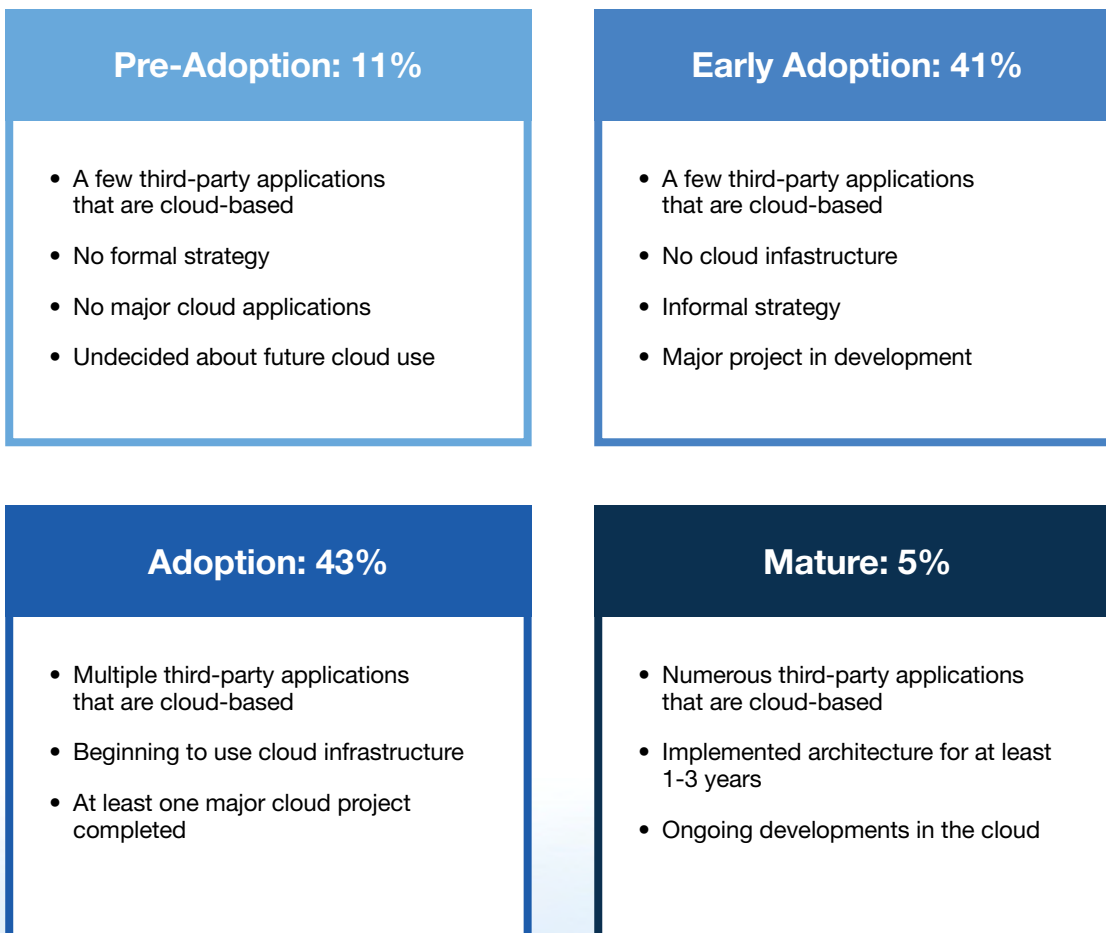 Pre-Adoption: 11%
• A few third-party applications
that are cloud-based
• No formal strategy
• No major cloud applications
• Undecided about future cloud use
Early Adoption: 41%
• A few third-party applications
that are cloud-based
• No cloud infastructure
• Informal strategy
• Major project in development
Adoption: 43%
• Multiple third-party applications
that are cloud-based
• Beginning to use cloud infrastructure
• At least one major cloud project
completed
Mature: 5%
• Numerous third-party applications
that are cloud-based
• Implemented architecture for at least
1-3 years
• Ongoing developments in the cloud